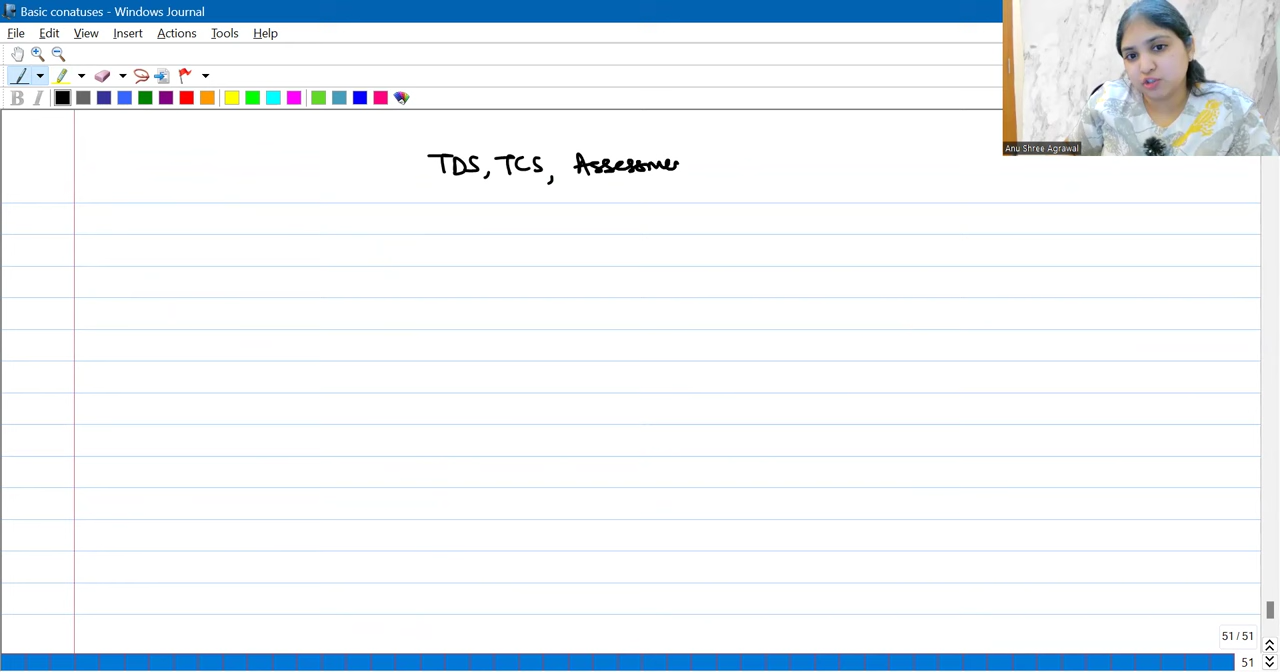 Basic conatuses - Windows Journal
File Edit View Insert Actions Tools Help
B I
Anu Shree Agrawal
TDS, TCS, Assessme
51 / 51
51